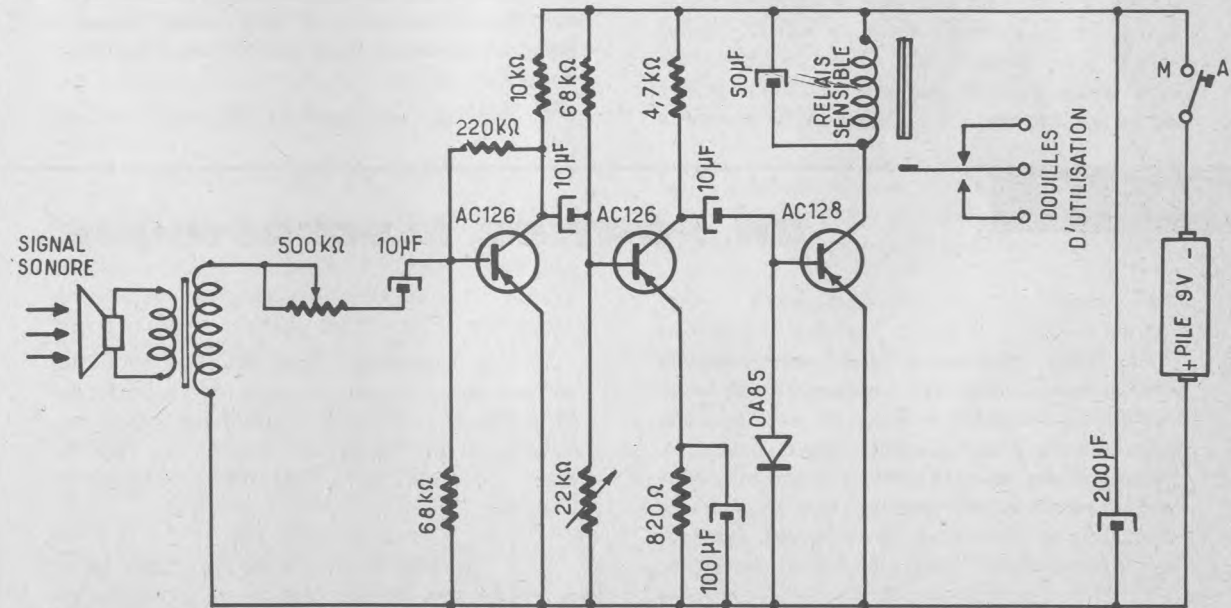 SIGNAL
SONORE
500kΩ
10µF
220kΩ
AC126
68kΩ
10kΩ
68kΩ
10µF
AC126
22kΩ
4,7kΩ
10µF
820Ω
100µF
AC128
OA85
50µF
RELAIS
SENSIBLE
DOUILLES
D'UTILISATION
M
A
+PILE 9V -
200µF